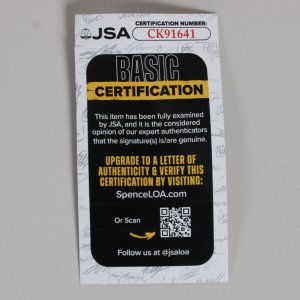 JSA
CERTIFICATION NUMBER:
CK91641
BASIC
CERTIFICATION
This item has been fully examined
by JSA, and it is the considered
opinion of our expert authenticators
that the signature(s) is/are genuine.
UPGRADE TO A LETTER OF
AUTHENTICITY & VERIFY THIS
CERTIFICATION BY VISITING:
SpenceLOA.com
Or Scan
Follow us at @jsaloa